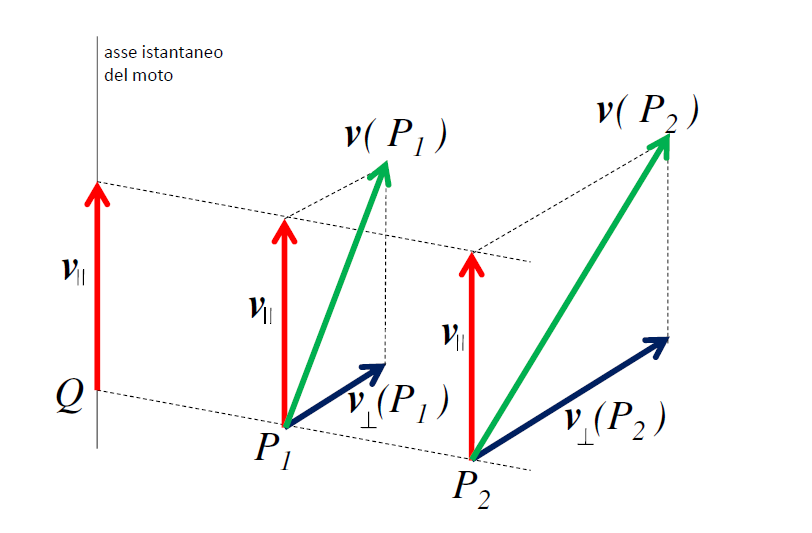 asse istantaneo
del moto
v( P1 )
v( P2 )
v||
v||
v||
Q
v⊥(P1 )
v⊥(P2 )
P1
P2